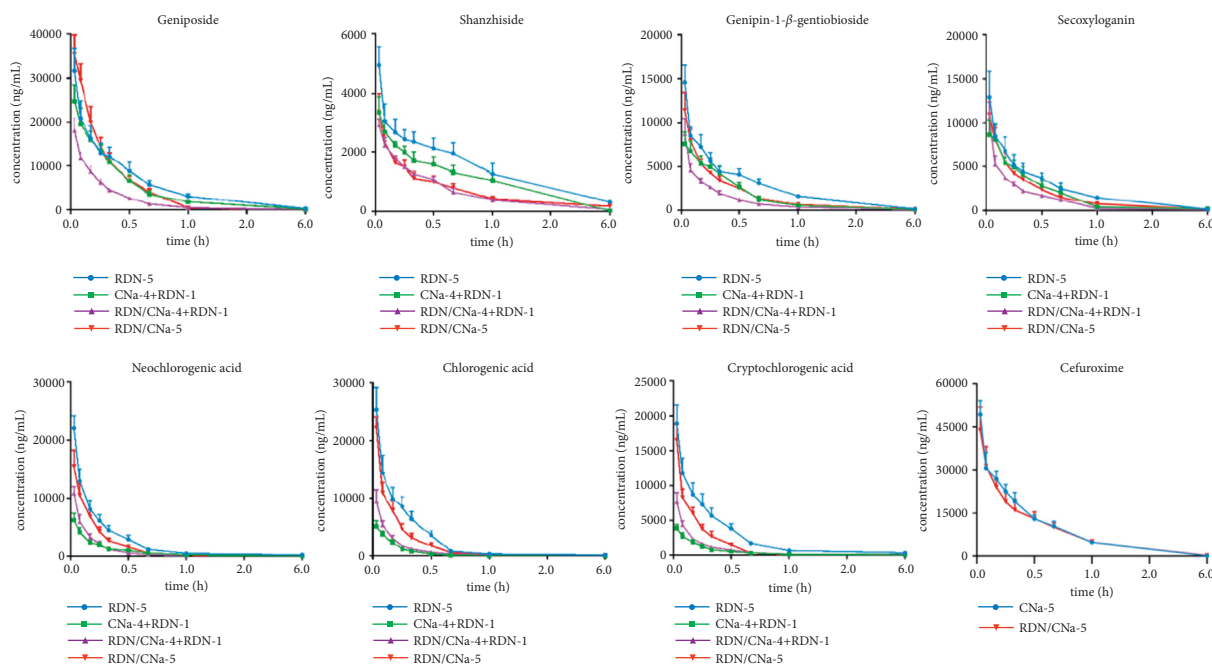 Geniposide
concentration (ng/mL)
40000
30000
20000
10000
0
0.0 0.5 1.0 2.0 6.0
time (h)
RDN-5
CNa-4+RDN-1
RDN/CNa-4+RDN-1
RDN/CNa-5
Shanzhiside
concentration (ng/mL)
6000
4000
2000
0
0.0 0.5 1.0 2.0 6.0
time (h)
RDN-5
CNa-4+RDN-1
RDN/CNa-4+RDN-1
RDN/CNa-5
Genipin-1-β-gentiobioside
concentration (ng/mL)
20000
15000
10000
5000
0
0.0 0.5 1.0 2.0 6.0
time (h)
RDN-5
CNa-4+RDN-1
RDN/CNa-4+RDN-1
RDN/CNa-5
Secoxyloganin
concentration (ng/mL)
20000
15000
10000
5000
0
0.0 0.5 1.0 2.0 6.0
time (h)
RDN-5
CNa-4+RDN-1
RDN/CNa-4+RDN-1
RDN/CNa-5
Neochlorogenic acid
concentration (ng/mL)
30000
20000
10000
0
0.0 0.5 1.0 2.0 6.0
time (h)
RDN-5
CNa-4+RDN-1
RDN/CNa-4+RDN-1
RDN/CNa-5
Chlorogenic acid
concentration (ng/mL)
30000
20000
10000
0
0.0 0.5 1.0 2.0 6.0
time (h)
RDN-5
CNa-4+RDN-1
RDN/CNa-4+RDN-1
RDN/CNa-5
Cryptochlorogenic acid
concentration (ng/mL)
25000
20000
15000
10000
5000
0
0.0 0.5 1.0 2.0 6.0
time (h)
RDN-5
CNa-4+RDN-1
RDN/CNa-4+RDN-1
RDN/CNa-5
Cefuroxime
concentration (ng/mL)
60000
45000
30000
15000
0
0.0 0.5 1.0 2.0 6.0
time (h)
CNa-5
RDN/CNa-5